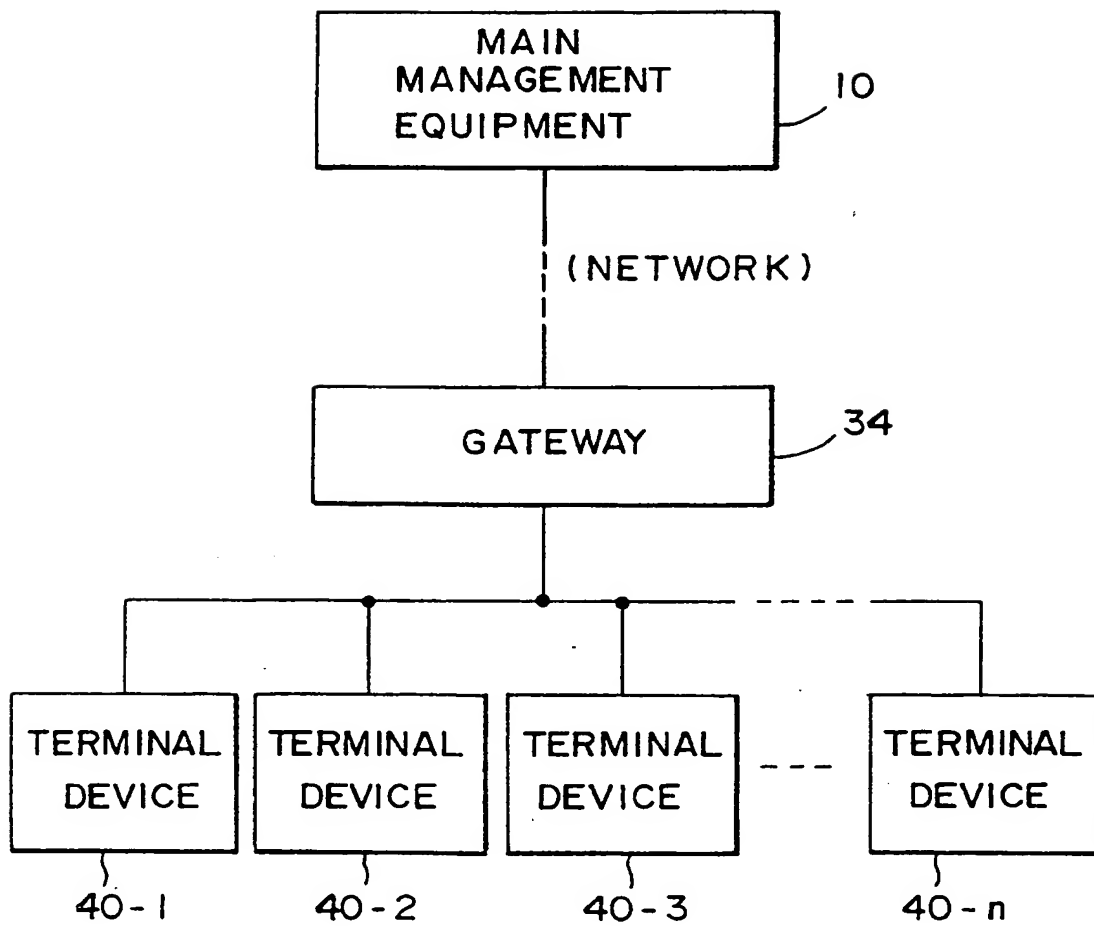 MAIN
MANAGEMENT
EQUIPMENT
10
(NETWORK)
GATEWAY
34
TERMINAL
DEVICE
TERMINAL
DEVICE
TERMINAL
DEVICE
TERMINAL
DEVICE
40-1
40-2
40-3
40-n